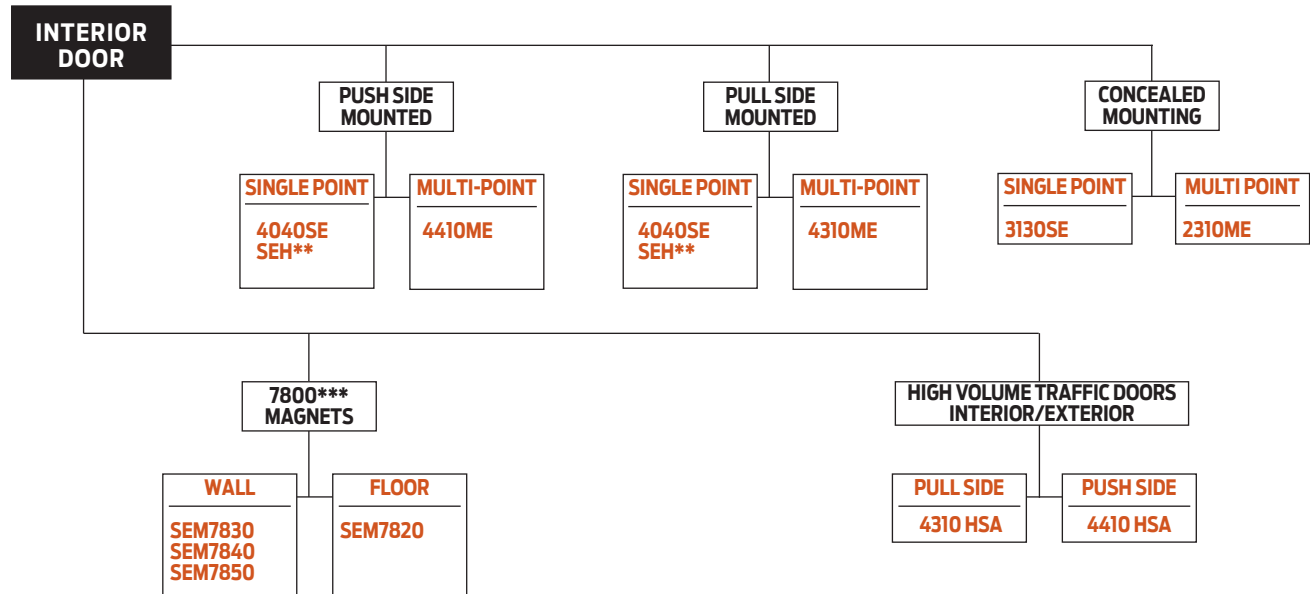 INTERIOR
DOOR
PUSH SIDE
MOUNTED
PULL SIDE
MOUNTED
CONCEALED
MOUNTING
SINGLE POINT
4040SE
SEH**
MULTI-POINT
4410ME
SINGLE POINT
4040SE
SEH**
MULTI-POINT
4310ME
SINGLE POINT
3130SE
MULTI POINT
2310ME
7800***
MAGNETS
HIGH VOLUME TRAFFIC DOORS
INTERIOR/EXTERIOR
WALL
SEM7830
SEM7840
SEM7850
FLOOR
SEM7820
PULL SIDE
4310 HSA
PUSH SIDE
4410 HSA